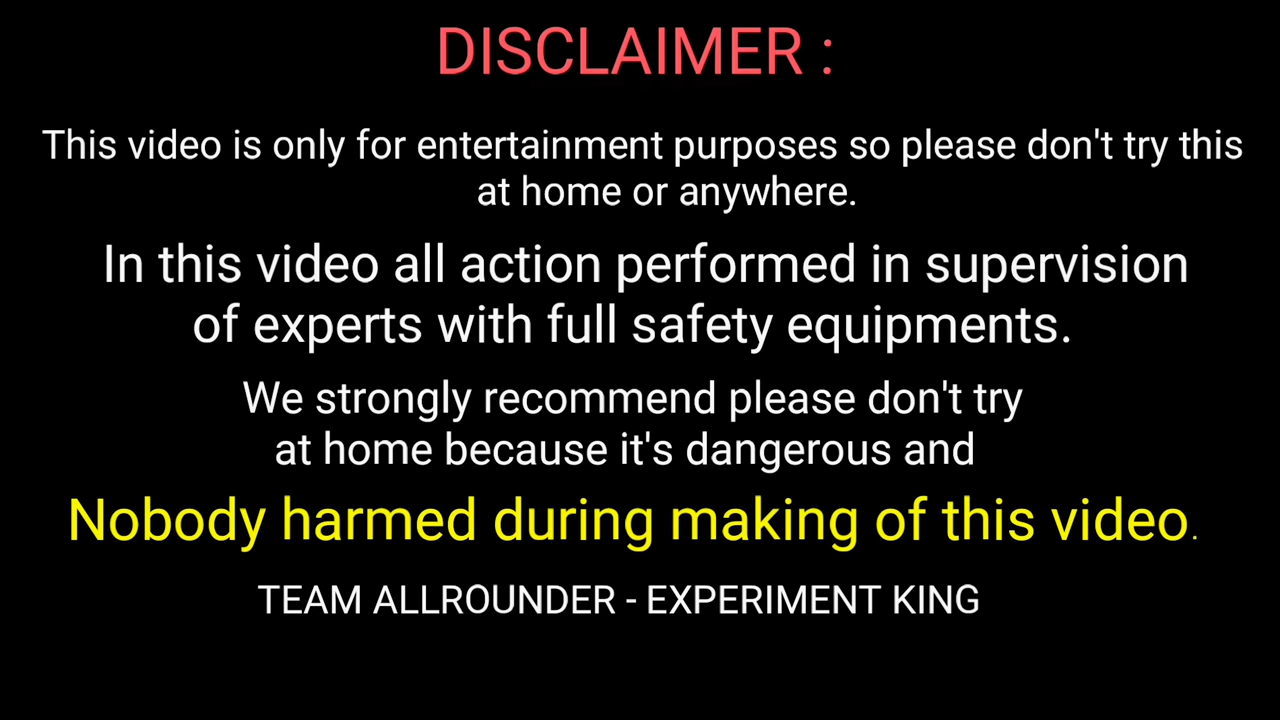 DISCLAIMER :
This video is only for entertainment purposes so please don't try this
at home or anywhere.
In this video all action performed in supervision
of experts with full safety equipments.
We strongly recommend please don't try
at home because it's dangerous and
Nobody harmed during making of this video.
TEAM ALLROUNDER - EXPERIMENT KING